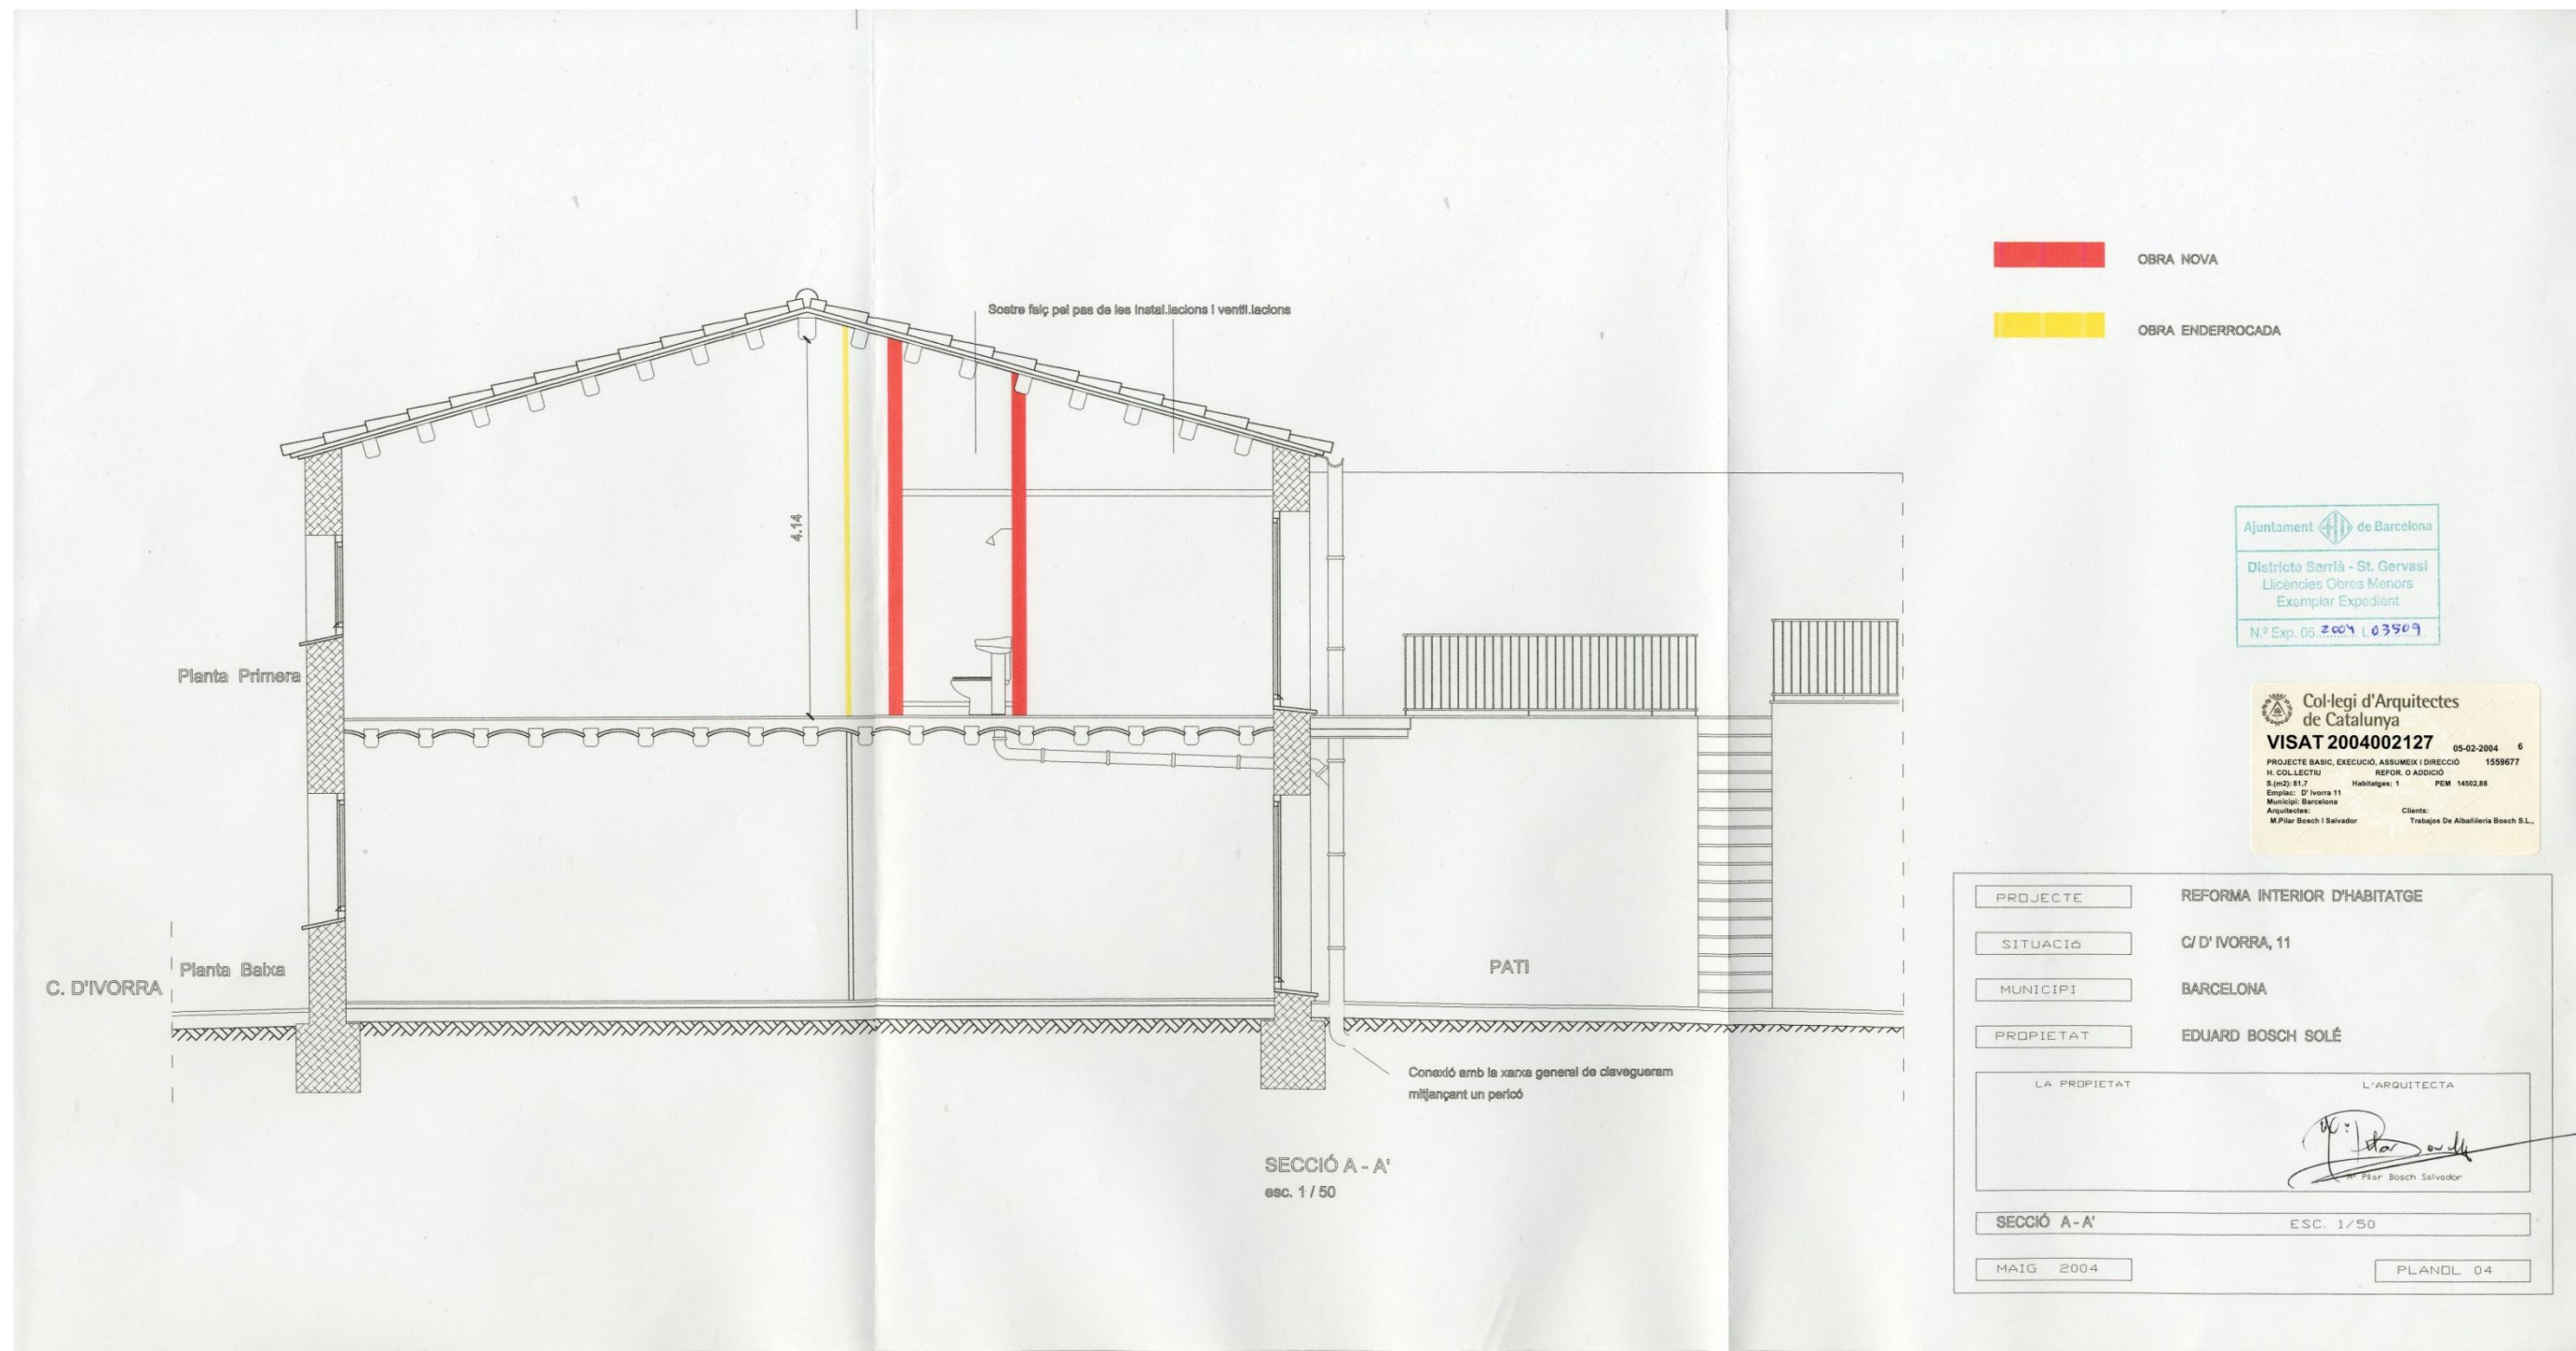 Sostre falç pel pas de les instal.lacions i ventil.lacions
OBRA NOVA
OBRA ENDERROCADA
4.14
Planta Primera
Planta Baixa
C. D'IVORRA
PATI
Conexió amb la xarxa general de clavegueram
mitjançant un pericó
SECCIÓ A - A'
esc. 1 / 50
Ajuntament de Barcelona
Districte Sarrià - St. Gervasi
Llicències Obres Menors
Exemplar Expedient
N.º Exp. 05 2004 L 03509
Col·legi d'Arquitectes
de Catalunya
VISAT 2004002127 05-02-2004 6
PROJECTE BASIC, EXECUCIÓ, ASSUMEIX I DIRECCIÓ 1559677
H. COL.LECTIU REFOR. O ADDICIÓ
S.(m2): 81,7 Habitatges: 1 PEM 14502,88
Emplac: D' Ivorra 11
Municipi: Barcelona
Arquitectes: Clients:
M.Pilar Bosch I Salvador Trabajos De Albañileria Bosch S.L.,
PROJECTE REFORMA INTERIOR D'HABITATGE
SITUACIÓ C/ D' IVORRA, 11
MUNICIPI BARCELONA
PROPIETAT EDUARD BOSCH SOLÉ
LA PROPIETAT L'ARQUITECTA
Mª Pilar Bosch Salvador
SECCIÓ A - A' ESC. 1/50
MAIG 2004 PLANOL 04